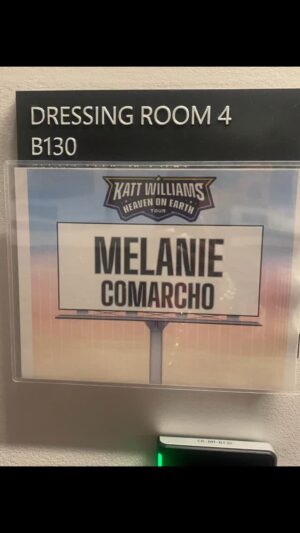 DRESSING ROOM 4
B130
KATT WILLIAMS
HEAVEN ON EARTH
TOUR
MELANIE
COMARCHO